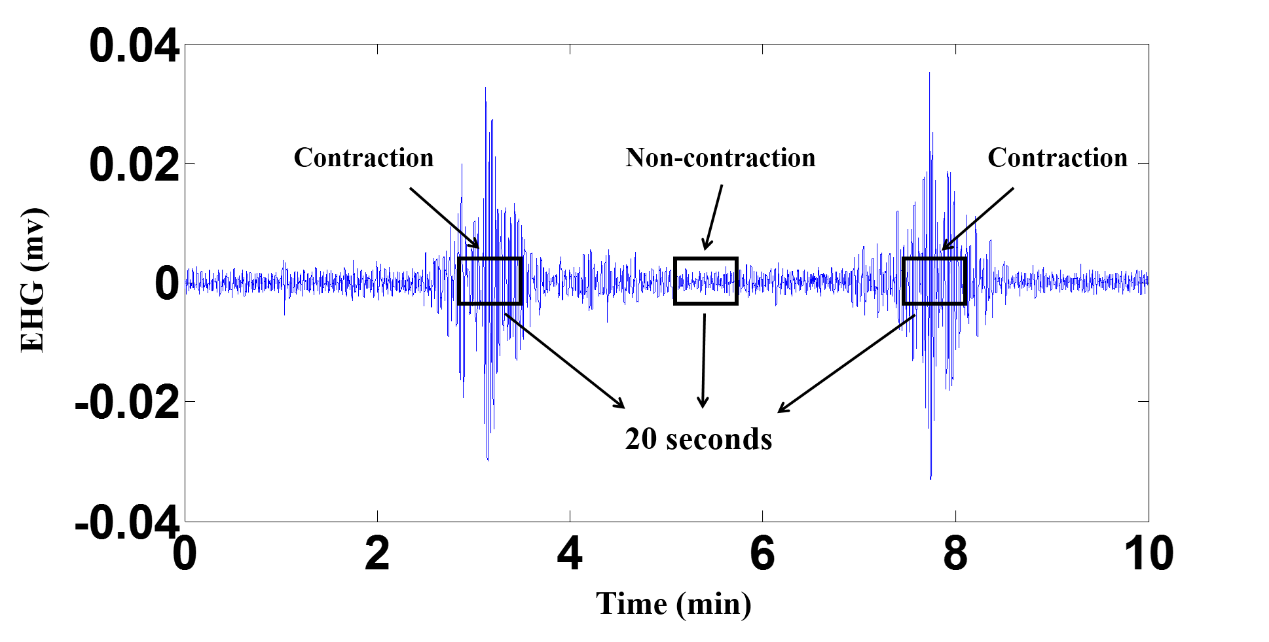 0.04
0.02
0
-0.02
-0.04
EHG (mv)
Contraction
Non-contraction
Contraction
20 seconds
0 2 4 6 8 10
Time (min)